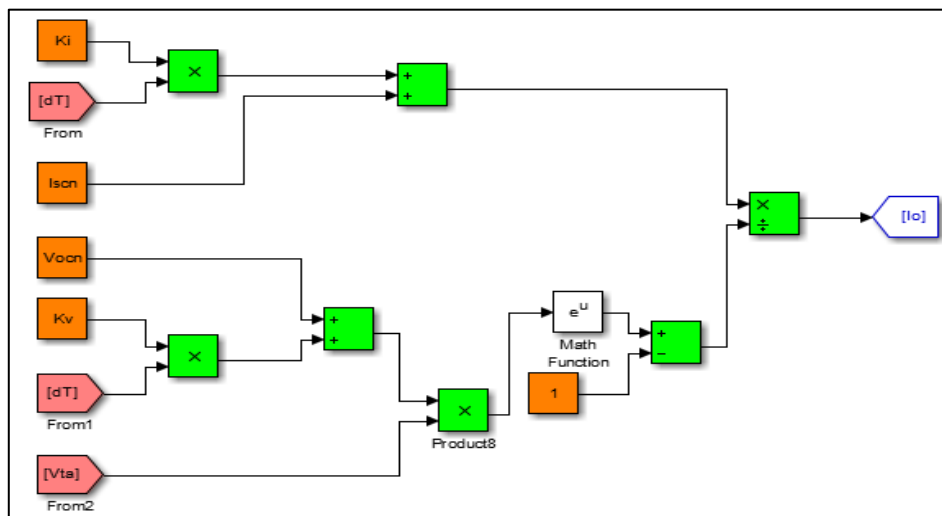 Ki
×
[dT]
From
+
+
Iscn
×
÷
[Io]
Vocn
Kv
+
+
×
e^u
Math
Function
+
−
1
[dT]
From1
×
Product8
[Vta]
From2